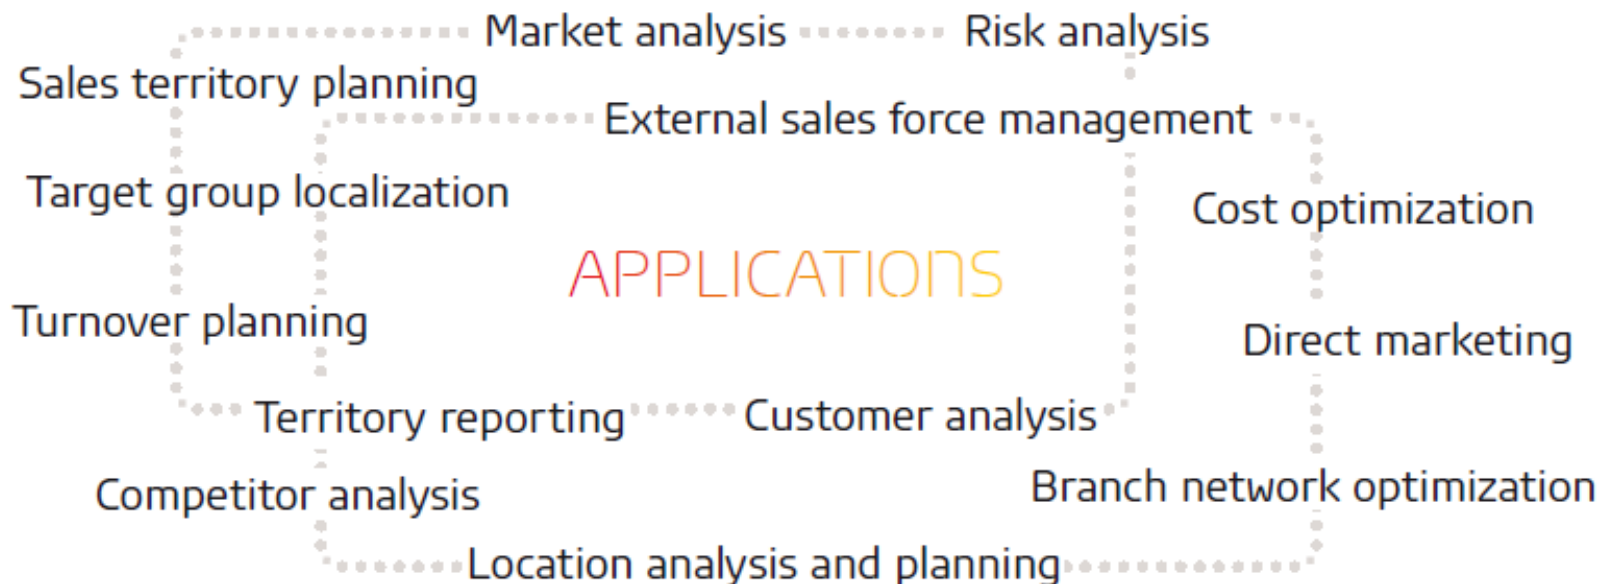 Market analysis
Risk analysis
Sales territory planning
External sales force management
Target group localization
Cost optimization
APPLICATIONS
Turnover planning
Direct marketing
Territory reporting
Customer analysis
Competitor analysis
Branch network optimization
Location analysis and planning